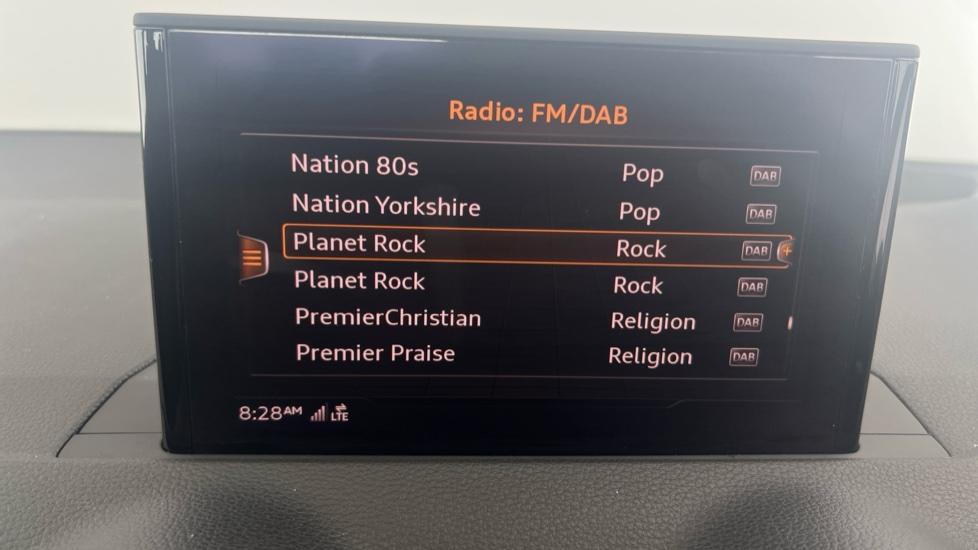 Radio: FM/DAB
Nation 80s Pop DAB
Nation Yorkshire Pop DAB
Planet Rock Rock DAB +
Planet Rock Rock DAB
PremierChristian Religion DAB
Premier Praise Religion DAB
8:28AM LTE